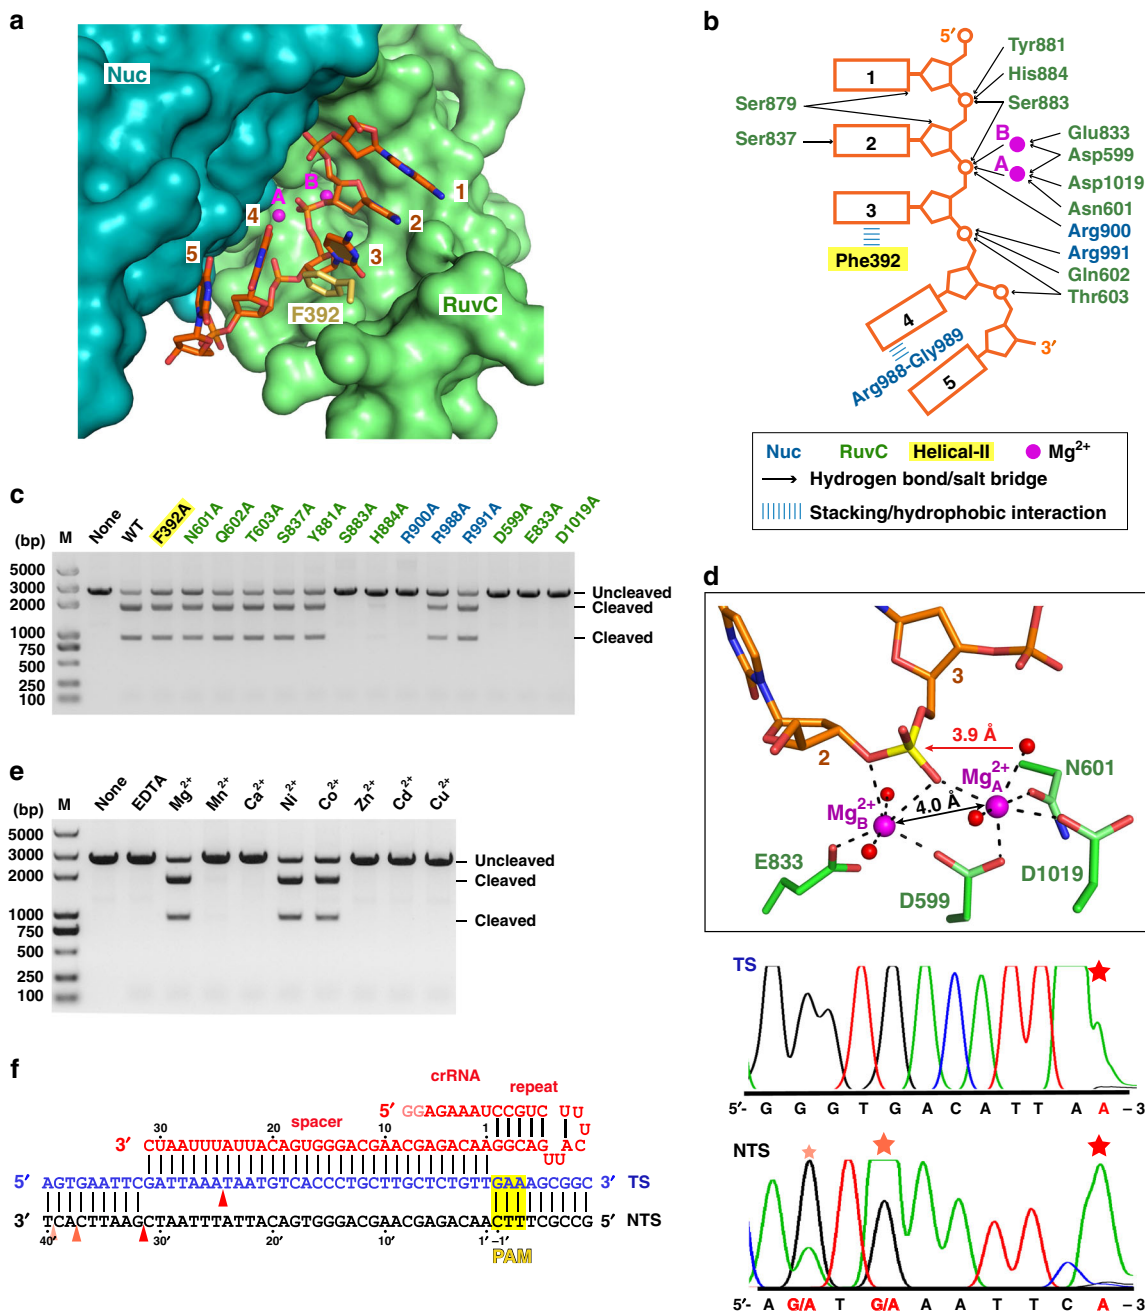 a
Nuc
A
B
1
2
3
4
5
F392
RuvC
b
5′
1
2
3
4
5
3′
Ser879
Ser837
Phe392
Arg988-Gly989
Tyr881
His884
Ser883
B
Glu833
A
Asp599
Asp1019
Asn601
Arg900
Arg991
Gln602
Thr603
Nuc RuvC Helical-II Mg2+
Hydrogen bond/salt bridge
Stacking/hydrophobic interaction
c
(bp) M None WT F392A N601A Q602A T603A S837A Y881A S883A H884A R900A R988A R991A D599A E833A D1019A
5000
3000
2000
1000
750
500
250
100
Uncleaved
Cleaved
Cleaved
d
3
2
3.9 Å
N601
Mg2+A
4.0 Å
Mg2+B
E833
D599
D1019
e
(bp) M None EDTA Mg2+ Mn2+ Ca2+ Ni2+ Co2+ Zn2+ Cd2+ Cu2+
5000
3000
2000
1000
750
500
250
100
Uncleaved
Cleaved
Cleaved
f
crRNA
repeat
spacer
5′ GGAGAAAUCCGUC UU
U
30 20 10 1
3′ CUAAUUUAUUACAGUGGGACGAACGAGACAAGGCAG AC
UU
5′ AGTGAATTCGATTAAATAATGTCACCCTGCTTGCTCTGTTGAAAGCGGC 3′ TS
3′ TCACTTAAGCTAATTTATTACAGTGGGACGAACGAGACAACTTTCGCCG 5′ NTS
40′ 30′ 20′ 10′ 1′ –1′
PAM
TS
5′- G G G T G A C A T T A A –3
NTS
5′- A G/A T G/A A A T T C A –3